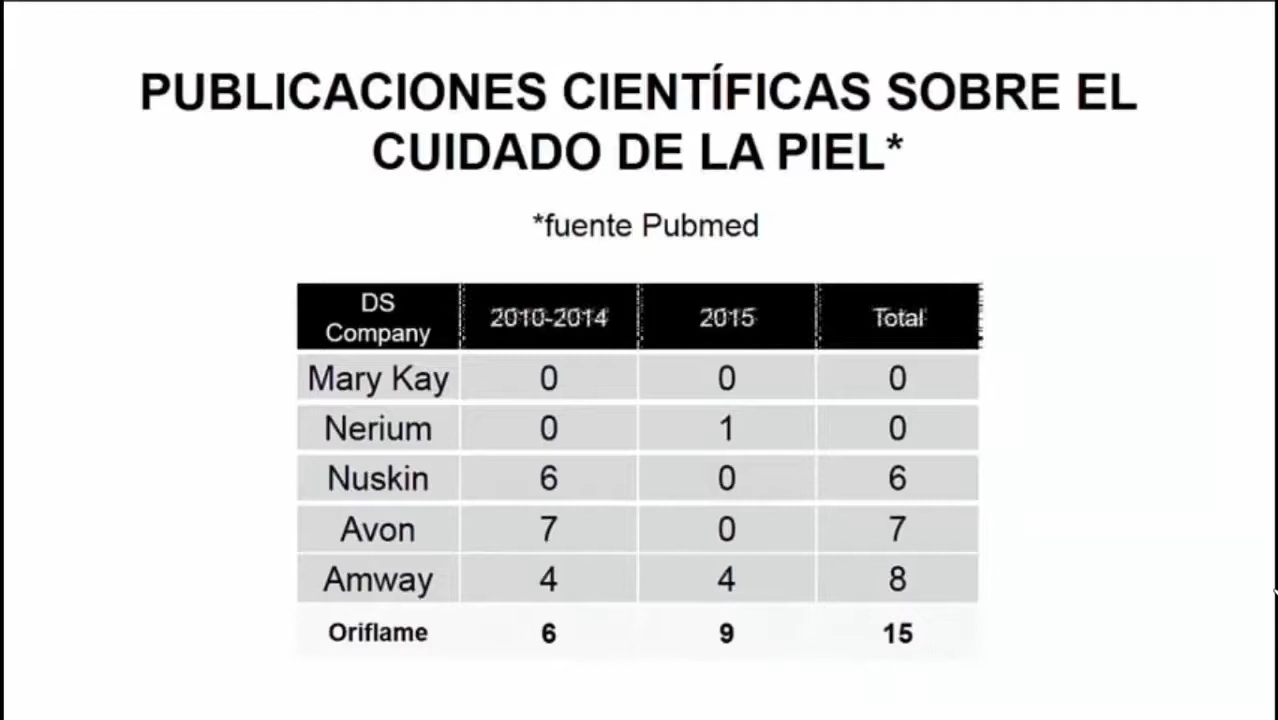 PUBLICACIONES CIENTÍFICAS SOBRE EL
CUIDADO DE LA PIEL*
*fuente Pubmed
DS Company 2010-2014 2015 Total
Mary Kay 0 0 0
Nerium 0 1 0
Nuskin 6 0 6
Avon 7 0 7
Amway 4 4 8
Oriflame 6 9 15